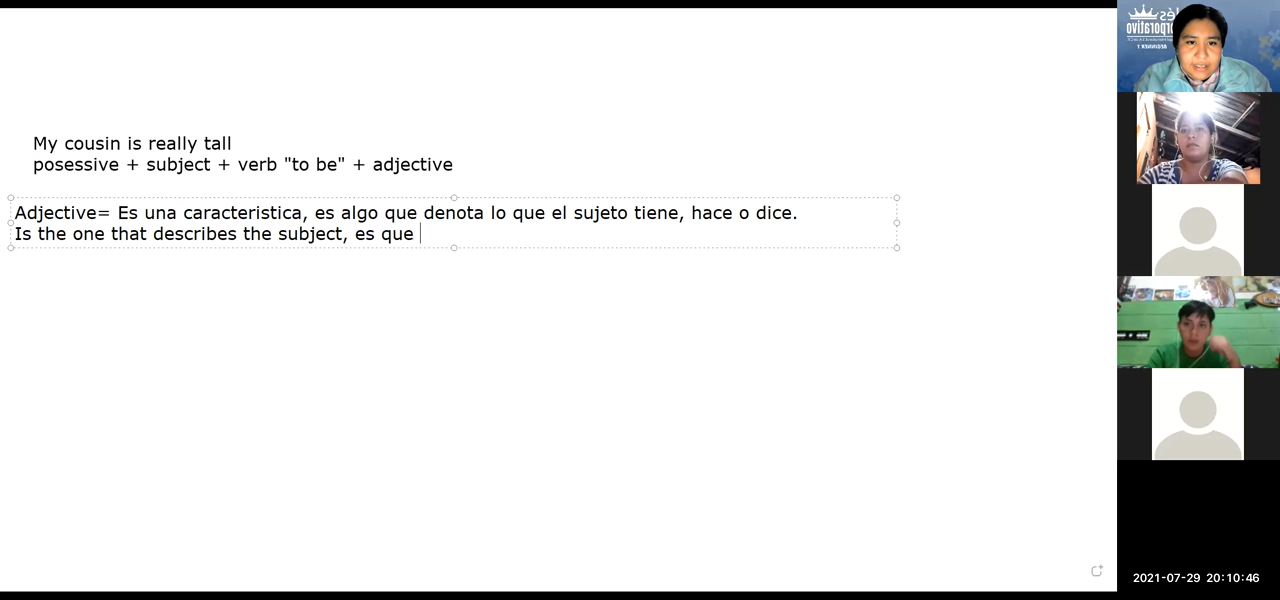 My cousin is really tall
posessive + subject + verb "to be" + adjective
Adjective= Es una caracteristica, es algo que denota lo que el sujeto tiene, hace o dice.
Is the one that describes the subject, es que
2021-07-29 20:10:46